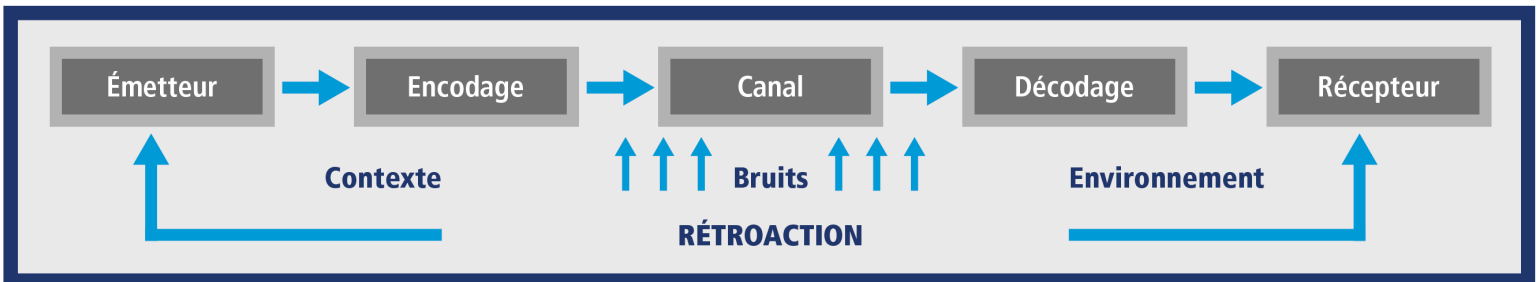 Émetteur Encodage Canal Décodage Récepteur
Contexte Bruits Environnement
RÉTROACTION